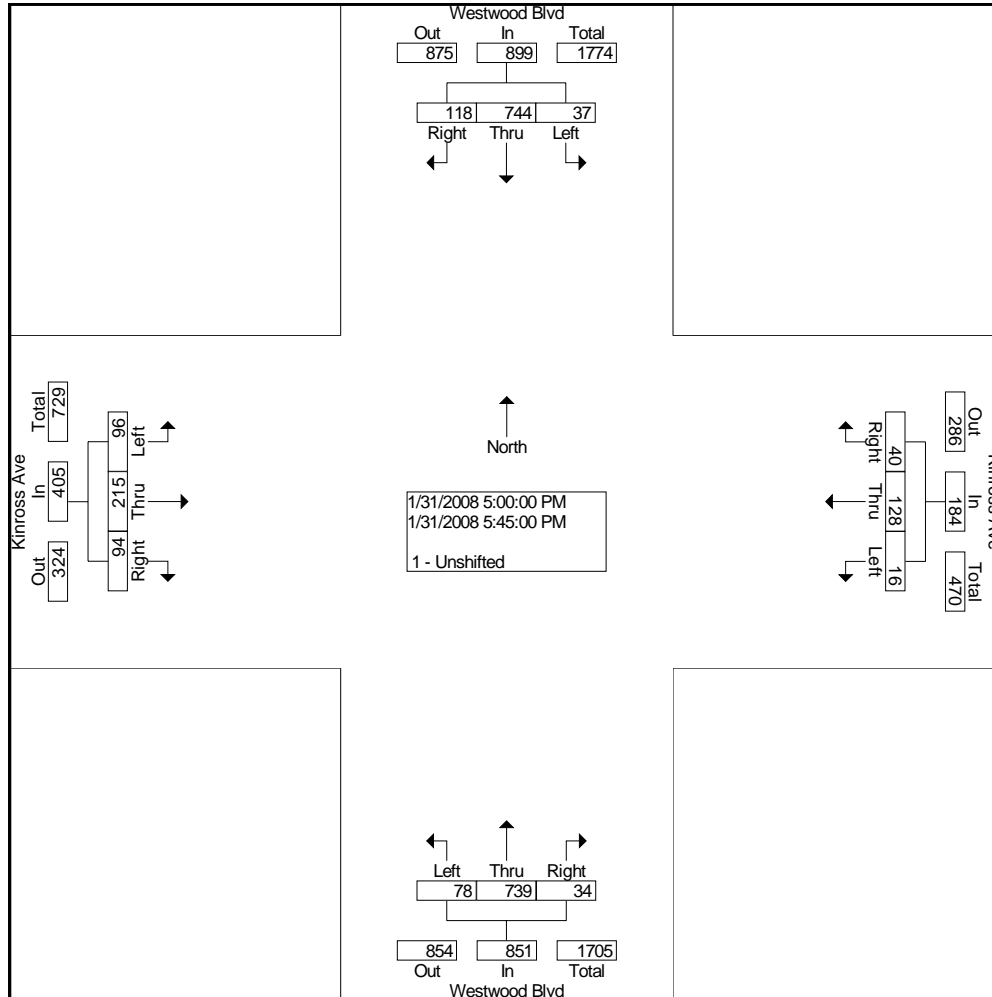 Westwood Blvd
Out In Total
875 899 1774
118 744 37
Right Thru Left
Kinross Ave
Total 729
In 405
Out 324
96 Left
215 Thru
94 Right
North
1/31/2008 5:00:00 PM
1/31/2008 5:45:00 PM
1 - Unshifted
Right 40
Thru 128
Left 16
Out 286
In 184
Total 470
Kinross Ave
Left Thru Right
78 739 34
854 851 1705
Out In Total
Westwood Blvd